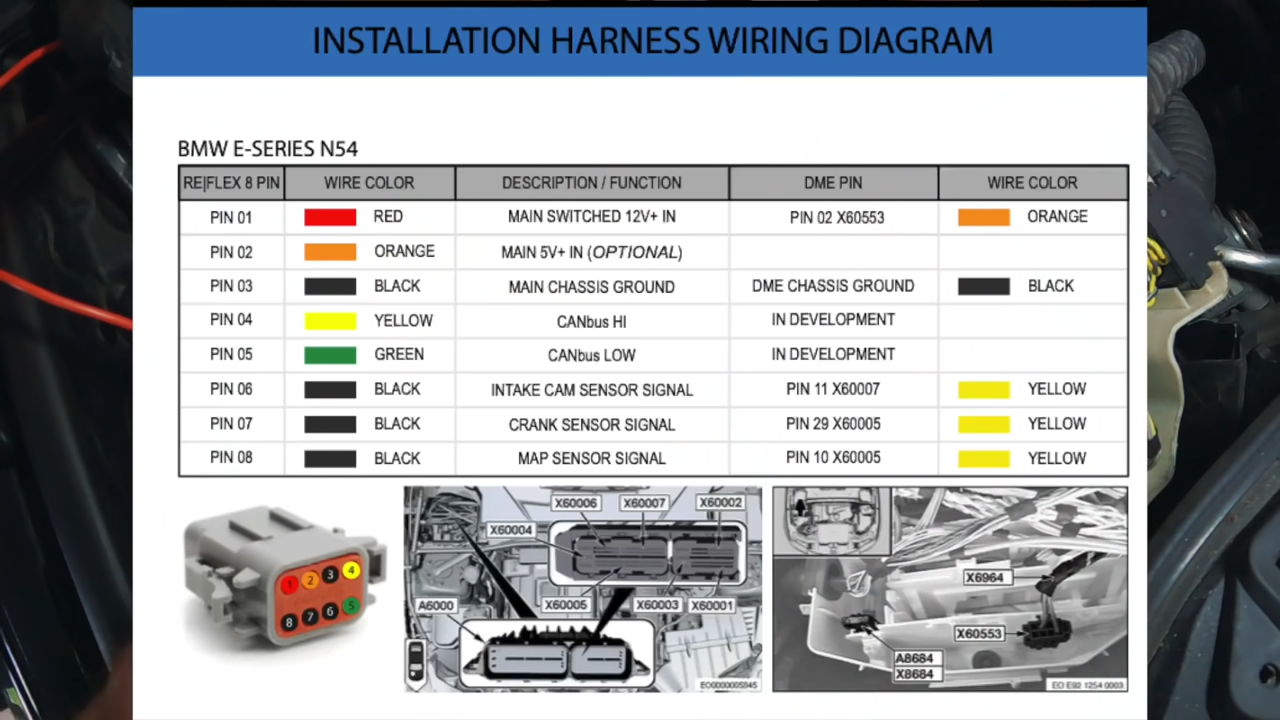 INSTALLATION HARNESS WIRING DIAGRAM
BMW E-SERIES N54
RE|FLEX 8 PIN WIRE COLOR DESCRIPTION / FUNCTION DME PIN WIRE COLOR
PIN 01 RED MAIN SWITCHED 12V+ IN PIN 02 X60553 ORANGE
PIN 02 ORANGE MAIN 5V+ IN (OPTIONAL)
PIN 03 BLACK MAIN CHASSIS GROUND DME CHASSIS GROUND BLACK
PIN 04 YELLOW CANbus HI IN DEVELOPMENT
PIN 05 GREEN CANbus LOW IN DEVELOPMENT
PIN 06 BLACK INTAKE CAM SENSOR SIGNAL PIN 11 X60007 YELLOW
PIN 07 BLACK CRANK SENSOR SIGNAL PIN 29 X60005 YELLOW
PIN 08 BLACK MAP SENSOR SIGNAL PIN 10 X60005 YELLOW
1 2 3 4
8 7 6 5
X60006 X60007 X60002
X60004
A6000 X60005 X60003 X60001
EO0000005845
X6964
X60553
A8684
X8684
EO E92 1254 0003